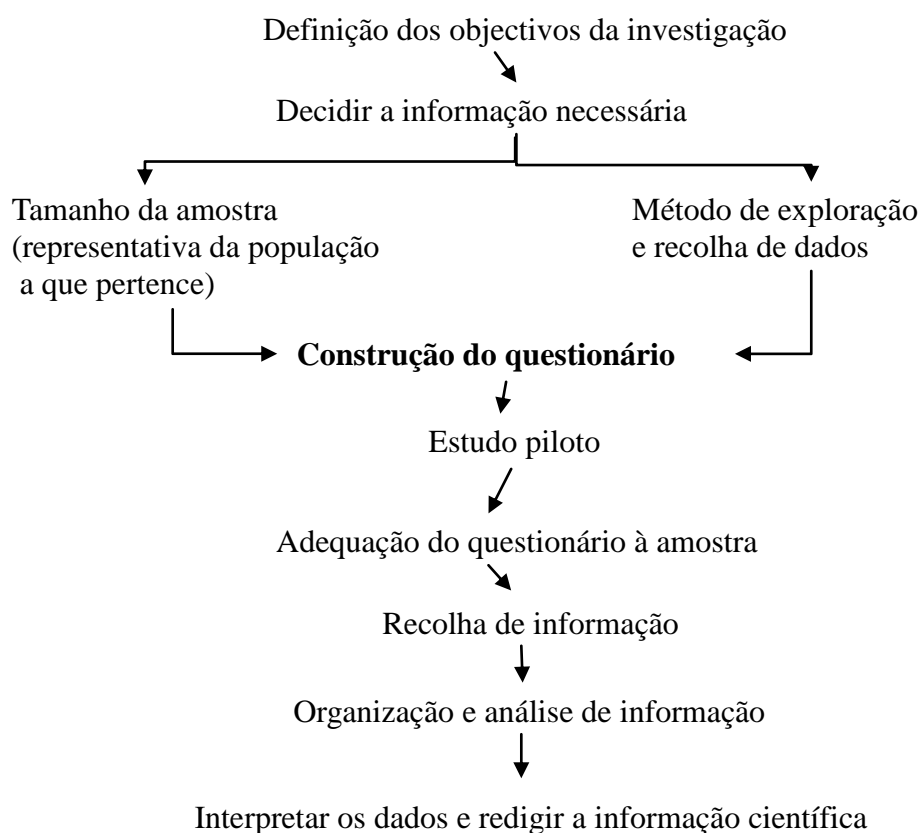 Definição dos objectivos da investigação
Decidir a informação necessária
Tamanho da amostra
(representativa da população
a que pertence)
Método de exploração
e recolha de dados
Construção do questionário
Estudo piloto
Adequação do questionário à amostra
Recolha de informação
Organização e análise de informação
Interpretar os dados e redigir a informação científica